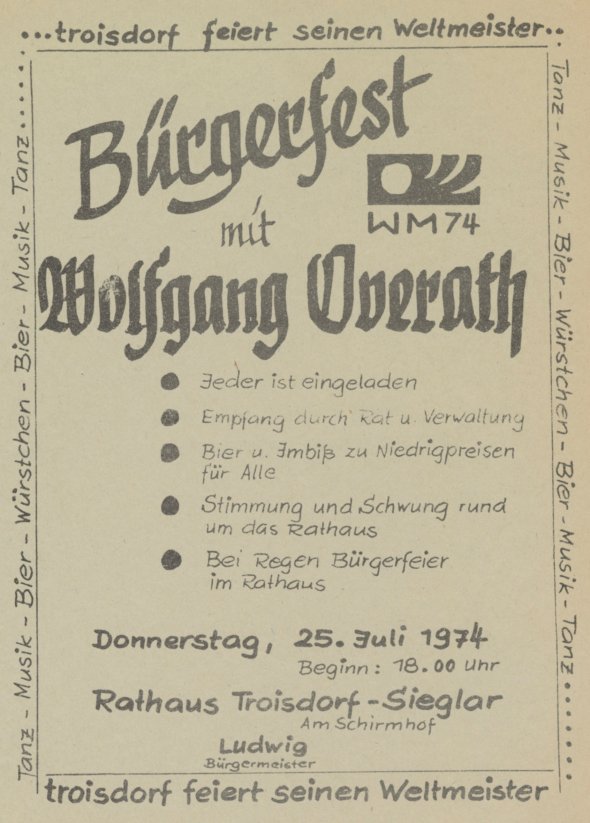 ...troisdorf feiert seinen Weltmeister...
Bürgerfest
WM 74
mit
Wolfgang Overath
Jeder ist eingeladen
Empfang durch Rat u. Verwaltung
Bier u. Imbiß zu Niedrigpreisen
für Alle
Stimmung und Schwung rund
um das Rathaus
Bei Regen Bürgerfeier
im Rathaus
Donnerstag, 25. Juli 1974
Beginn: 18.00 Uhr
Rathaus Troisdorf-Sieglar
Am Schirmhof
Ludwig
Bürgermeister
troisdorf feiert seinen Weltmeister
Tanz - Musik - Bier - Würstchen - Bier - Musik - Tanz.......
Tanz - Musik - Bier - Würstchen - Bier - Musik - Tanz........